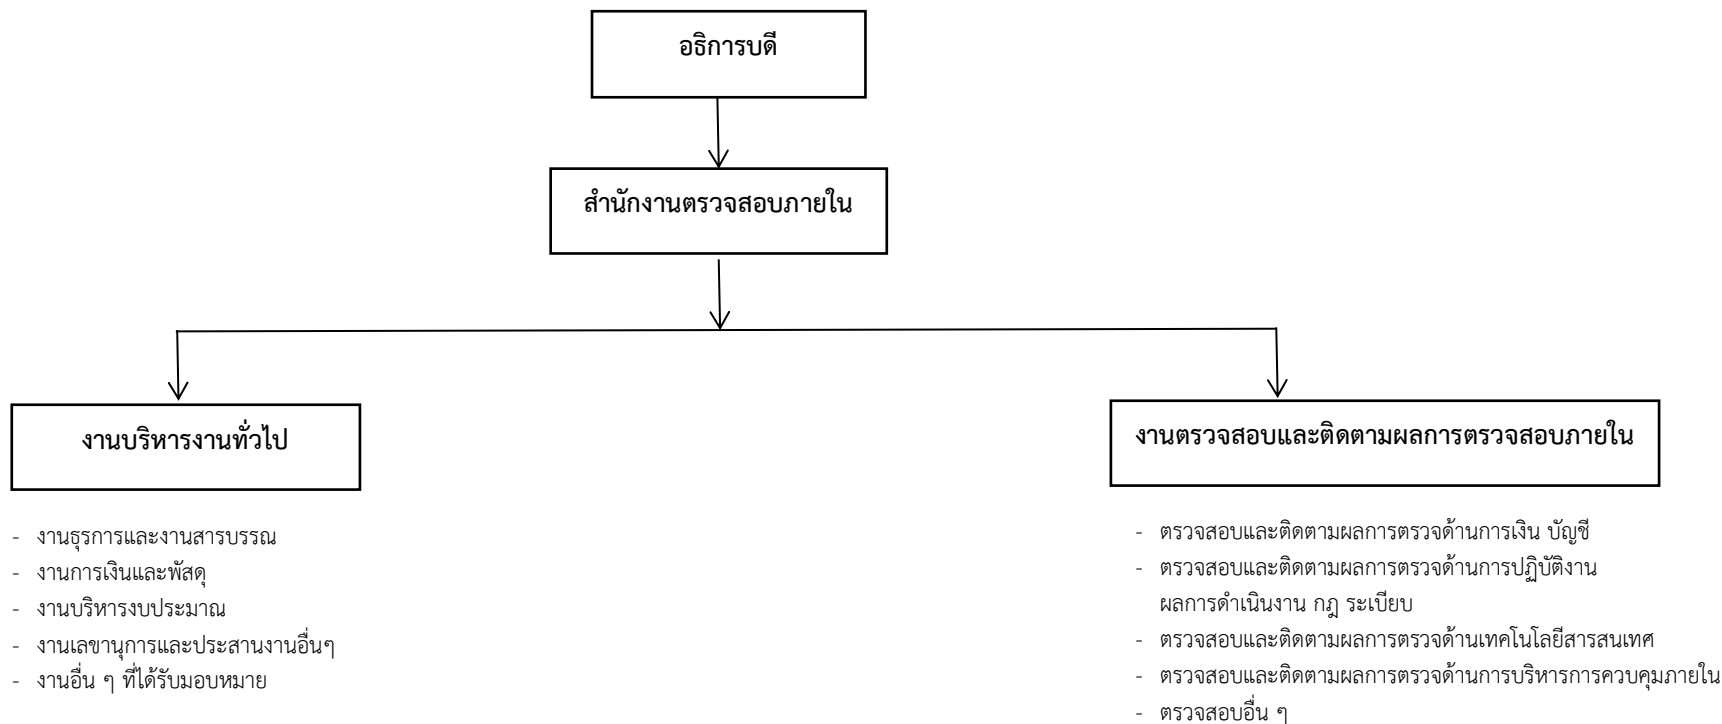 อธิการบดี
สำนักงานตรวจสอบภายใน
งานบริหารงานทั่วไป
- งานธุรการและงานสารบรรณ
- งานการเงินและพัสดุ
- งานบริหารงบประมาณ
- งานเลขานุการและประสานงานอื่นๆ
- งานอื่น ๆ ที่ได้รับมอบหมาย
งานตรวจสอบและติดตามผลการตรวจสอบภายใน
- ตรวจสอบและติดตามผลการตรวจด้านการเงิน บัญชี
- ตรวจสอบและติดตามผลการตรวจด้านการปฏิบัติงาน
ผลการดำเนินงาน กฎ ระเบียบ
- ตรวจสอบและติดตามผลการตรวจด้านเทคโนโลยีสารสนเทศ
- ตรวจสอบและติดตามผลการตรวจด้านการบริหารการควบคุมภายใน
- ตรวจสอบอื่น ๆ